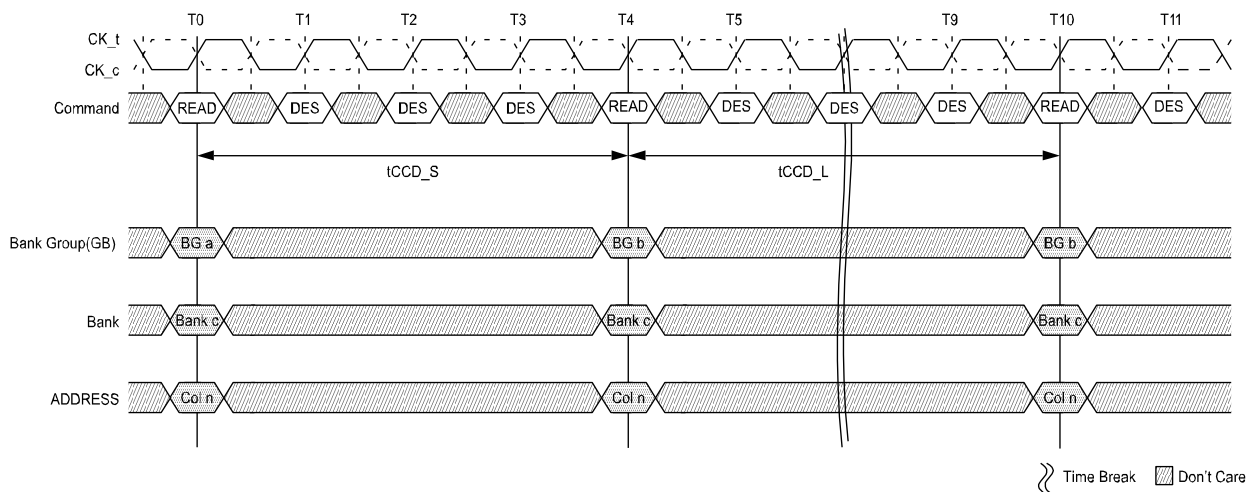 T0 T1 T2 T3 T4 T5 T9 T10 T11
CK_t
CK_c
Command READ DES DES DES READ DES DES DES READ DES
tCCD_S tCCD_L
Bank Group(GB) BG a BG b BG b
Bank Bank c Bank c Bank c
ADDRESS Col n Col n Col n
Time Break Don't Care